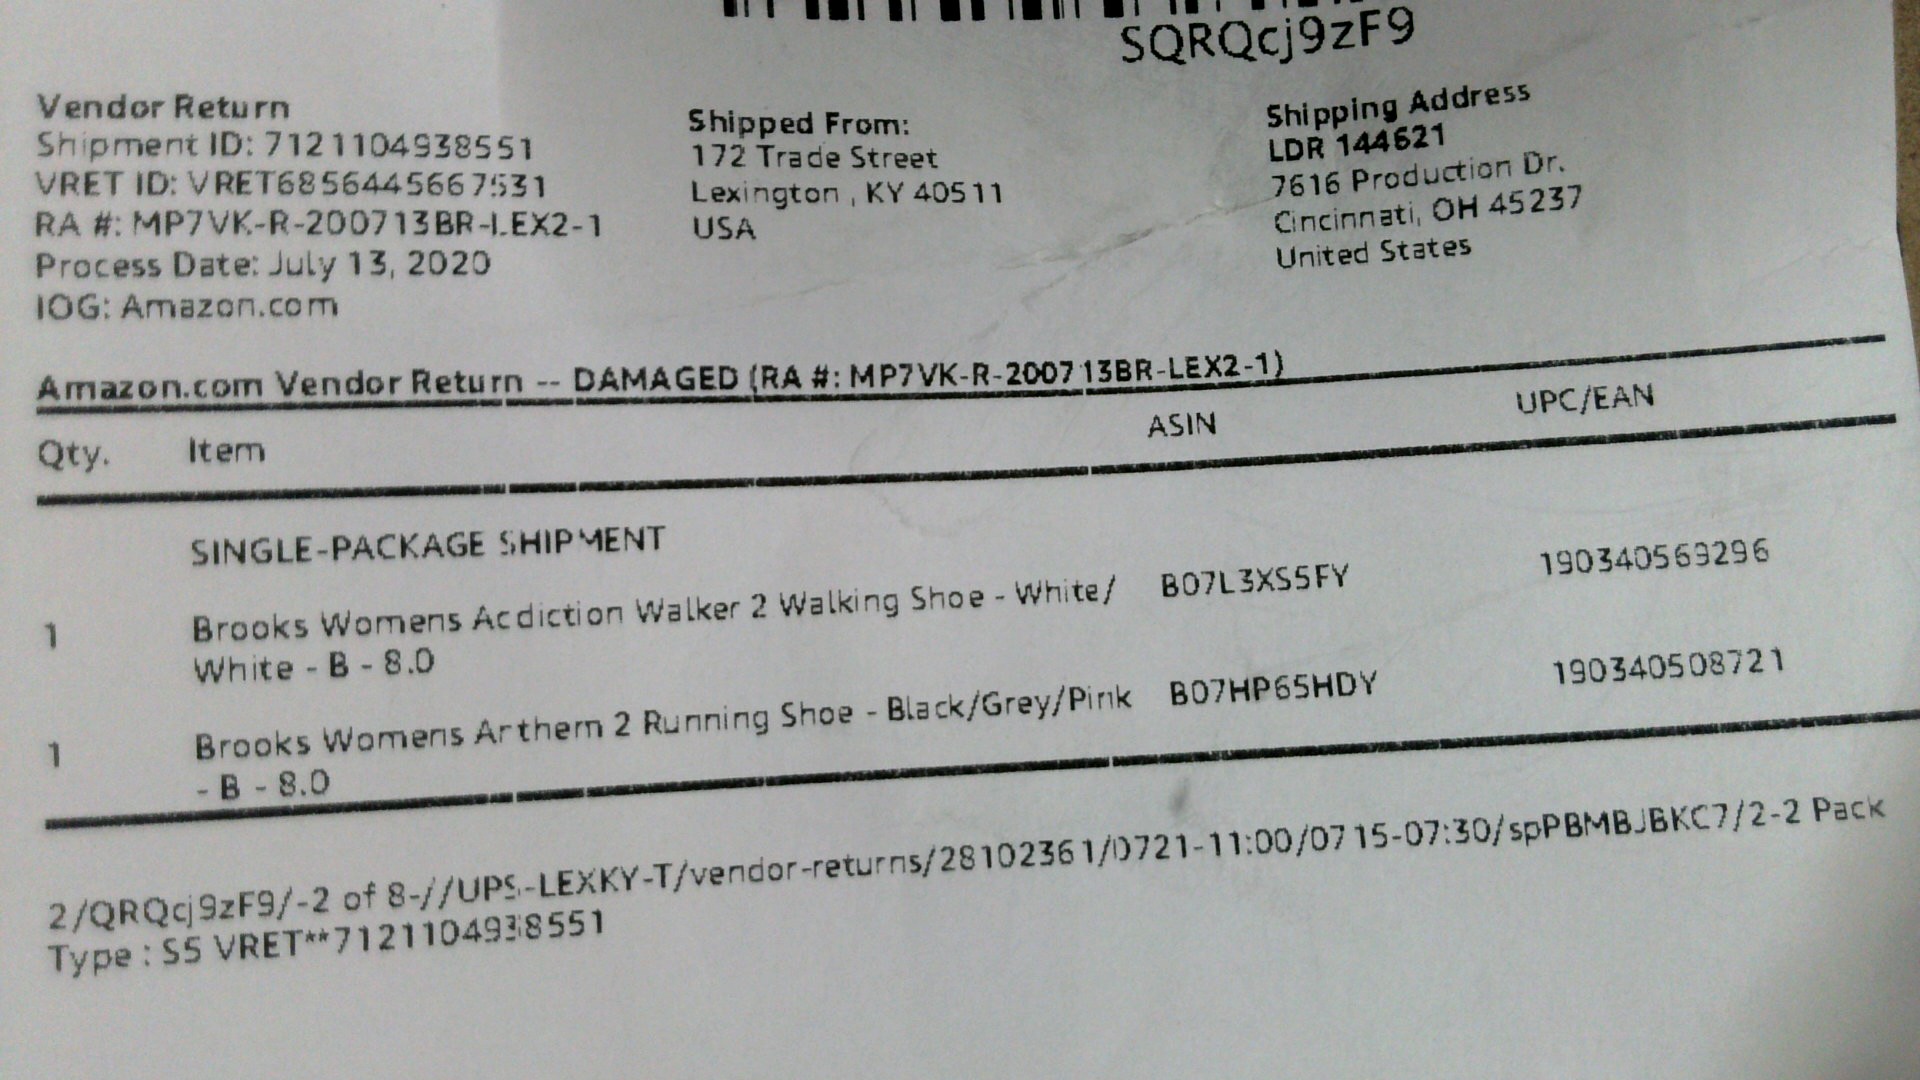 SQRQcj9zF9
Vendor Return
Shipment ID: 7121104938551
VRET ID: VRET6856445667531
RA #: MP7VK-R-200713BR-LEX2-1
Process Date: July 13, 2020
IOG: Amazon.com
Shipped From:
172 Trade Street
Lexington , KY 40511
USA
Shipping Address
LDR 144621
7616 Production Dr.
Cincinnati, OH 45237
United States
Amazon.com Vendor Return -- DAMAGED (RA #: MP7VK-R-200713BR-LEX2-1)
Qty. Item ASIN UPC/EAN
SINGLE-PACKAGE SHIPMENT
1 Brooks Womens Addiction Walker 2 Walking Shoe - White/ B07L3XS5FY 190340569296
White - B - 8.0
1 Brooks Womens Anthem 2 Running Shoe - Black/Grey/Pink B07HP65HDY 190340508721
- B - 8.0
2/QRQcj9zF9/-2 of 8-//UPS-LEXKY-T/vendor-returns/28102361/0721-11:00/0715-07:30/spPBMBJBKC7/2-2 Pack
Type : S5 VRET**7121104938551